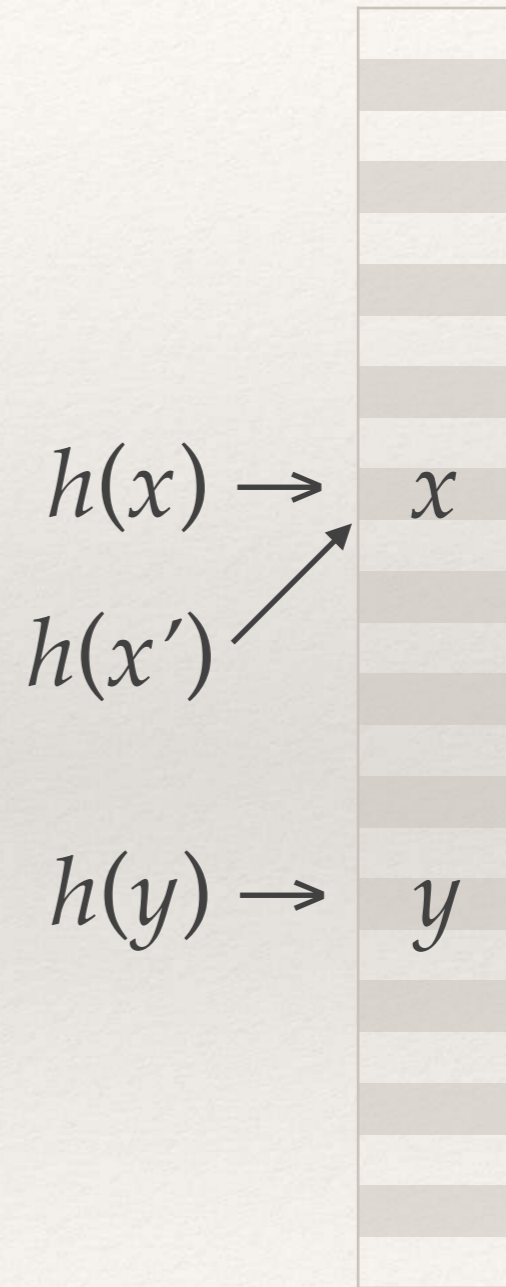 h(x) → x
h(x′)
h(y) → y